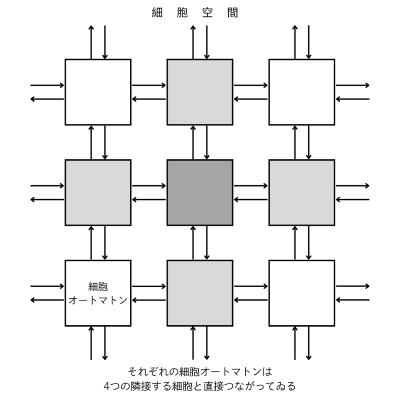 細胞空間
細胞
オートマトン
それぞれの細胞オートマトンは
4つの隣接する細胞と直接つながってゐる